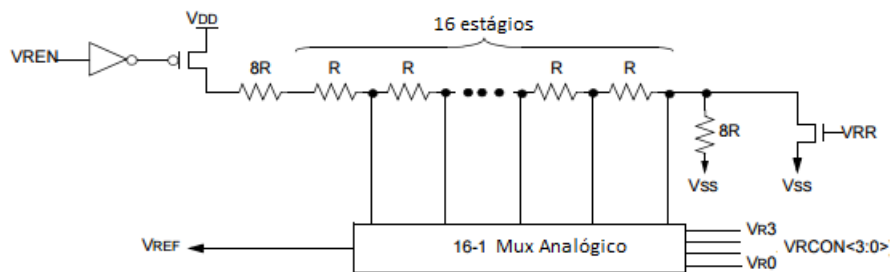 16 estágios
VDD
VREN
8R
R
R
R
R
8R
VRR
VSS
VSS
VREF
16-1 Mux Analógico
VR3
VRCON<3:0>
VR0